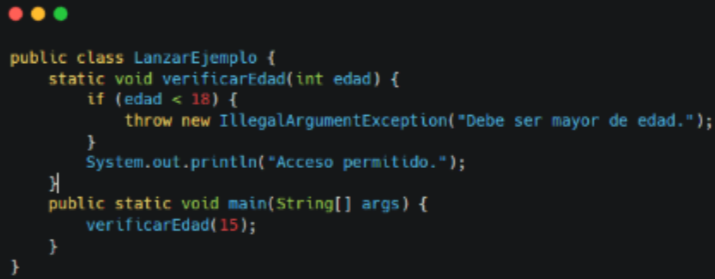 public class LanzarEjemplo {
    static void verificarEdad(int edad) {
        if (edad < 18) {
            throw new IllegalArgumentException("Debe ser mayor de edad.");
        }
        System.out.println("Acceso permitido.");
    }
    public static void main(String[] args) {
        verificarEdad(15);
    }
}